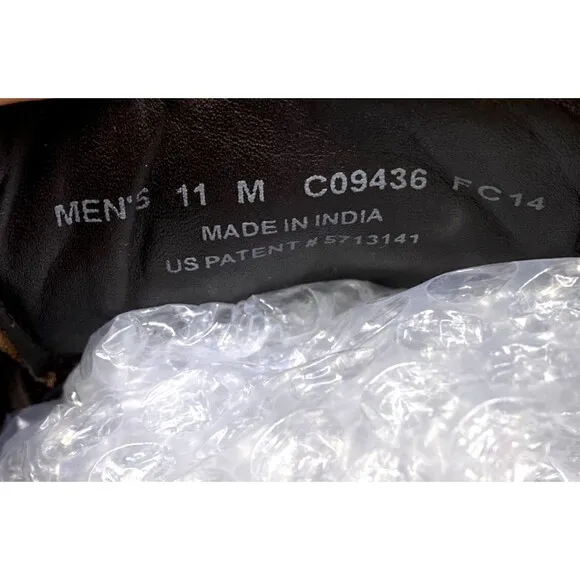 MEN'S 11 M C09436 FC14
MADE IN INDIA
US PATENT # 5713141